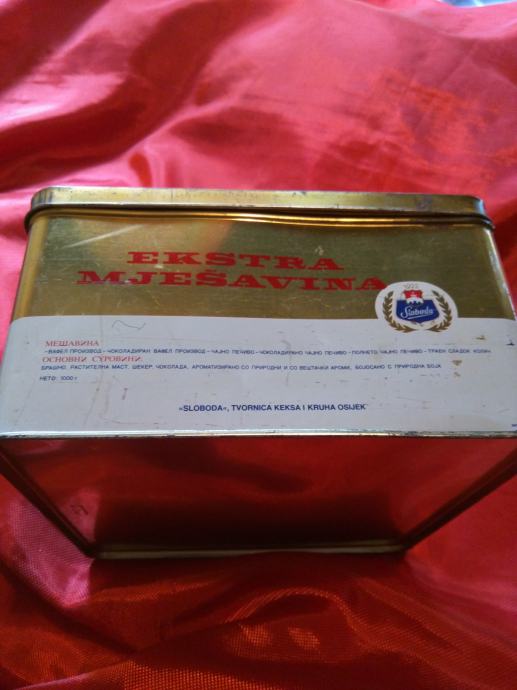 EKSTRA
MJEŠAVINA
1922
Sloboda
МЕШАВИНА
-ВАФЕЛ ПРОИЗВОД - ЧОКОЛАДИРАН ВАФЕЛ ПРОИЗВОД - ЧАЈНО ПЕЧИВО - ЧОКОЛАДИРАНО ЧАЈНО ПЕЧИВО - ПОЛНЕТО ЧАЈНО ПЕЧИВО - ТРАЕН СЛАДОК КОЛАЧ
ОСНОВНИ СУРОВИНИ:
БРАШНО, РАСТИТЕЛНА МАСТ, ШЕЌЕР, ЧОКОЛАДА, АРОМАТИЗИРАНО СО ПРИРОДНИ И СО ВЕШТАЧКИ АРОМИ, БОЈОСАНО С ПРИРОДНА БОЈА
НЕТО: 1000 г
»SLOBODA«, TVORNICA KEKSA I KRUHA OSIJEK